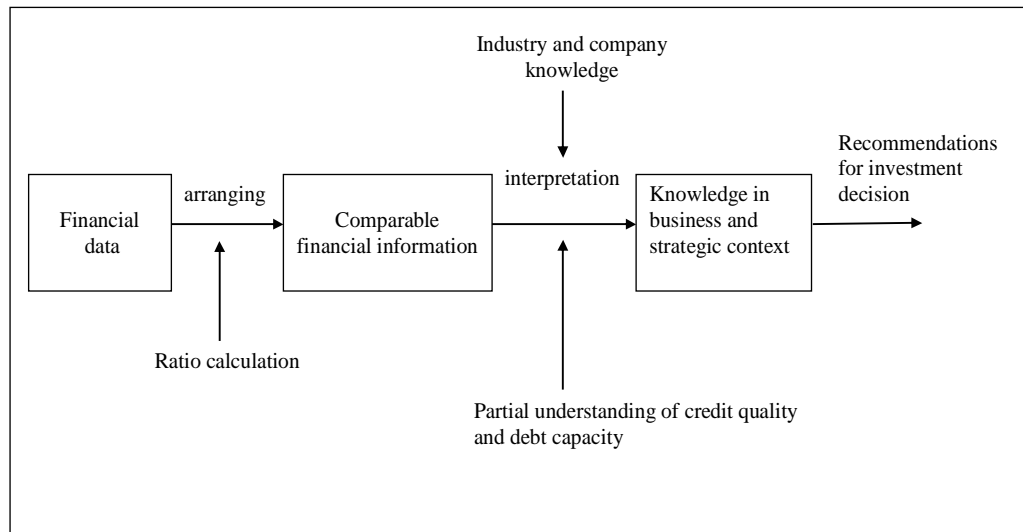 Industry and company
knowledge
Recommendations
for investment
decision
arranging
interpretation
Financial
data
Comparable
financial information
Knowledge in
business and
strategic context
Ratio calculation
Partial understanding of credit quality
and debt capacity